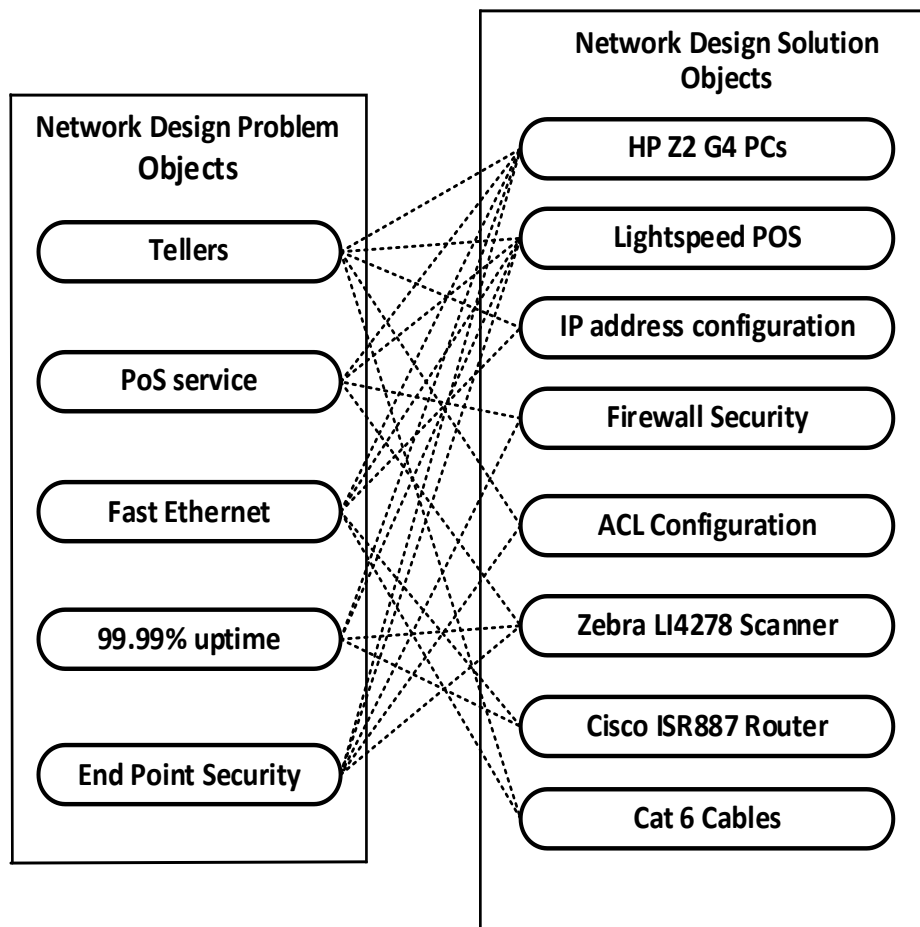 Network Design Problem
Objects
Tellers
PoS service
Fast Ethernet
99.99% uptime
End Point Security
Network Design Solution
Objects
HP Z2 G4 PCs
Lightspeed POS
IP address configuration
Firewall Security
ACL Configuration
Zebra LI4278 Scanner
Cisco ISR887 Router
Cat 6 Cables